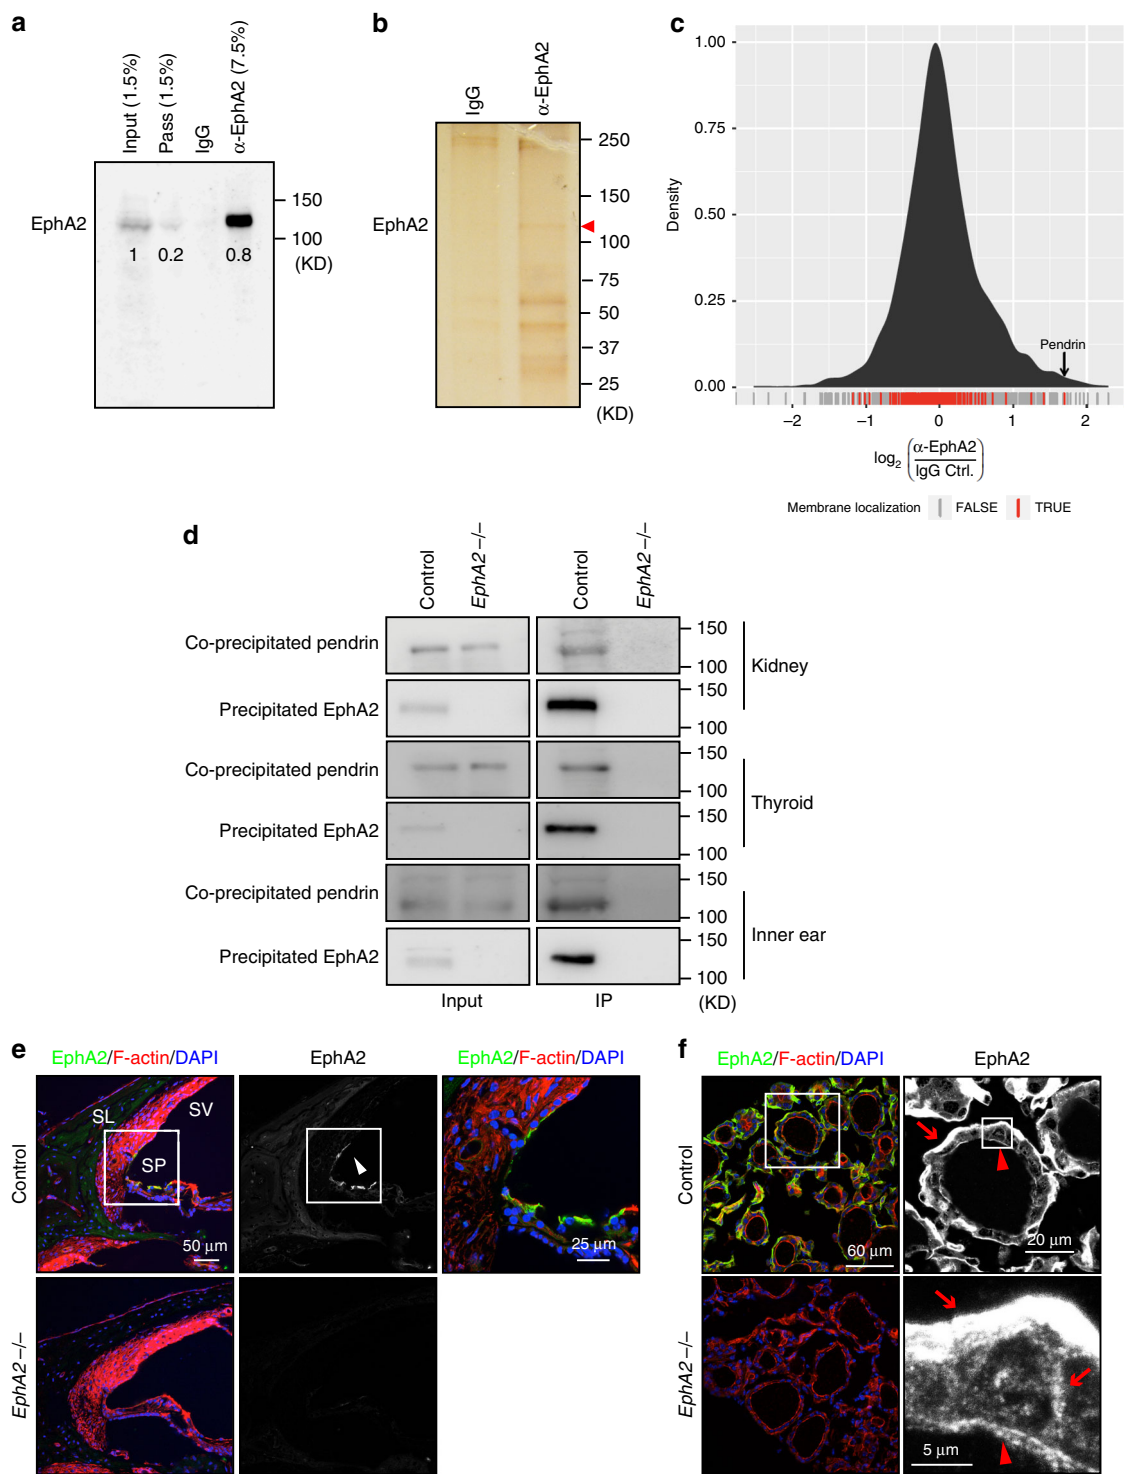 a
Input (1.5%)
Pass (1.5%)
IgG
α-EphA2 (7.5%)
EphA2
150
100
(KD)
1 0.2 0.8
b
IgG
α-EphA2
EphA2
250
150
100
75
50
37
25
(KD)
c
1.00
0.75
0.50
0.25
0.00
Density
Pendrin
−2 −1 0 1 2
log2 (α-EphA2 / IgG Ctrl.)
Membrane localization FALSE TRUE
d
Control
EphA2 −/−
Control
EphA2 −/−
Co-precipitated pendrin
150
100
Precipitated EphA2
150
100
Kidney
Co-precipitated pendrin
150
100
Precipitated EphA2
150
100
Thyroid
Co-precipitated pendrin
150
100
Precipitated EphA2
150
100
Inner ear
Input IP (KD)
e
EphA2/F-actin/DAPI EphA2 EphA2/F-actin/DAPI
Control
SL SV
SP
50 μm
25 μm
EphA2 −/−
f
EphA2/F-actin/DAPI EphA2
Control
60 μm
20 μm
EphA2 −/−
5 μm